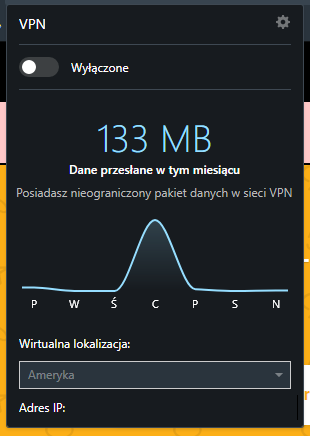 VPN
Wyłączone
133 MB
Dane przesłane w tym miesiącu
Posiadasz nieograniczony pakiet danych w sieci VPN
P W Ś C P S N
Wirtualna lokalizacja:
Ameryka
Adres IP: